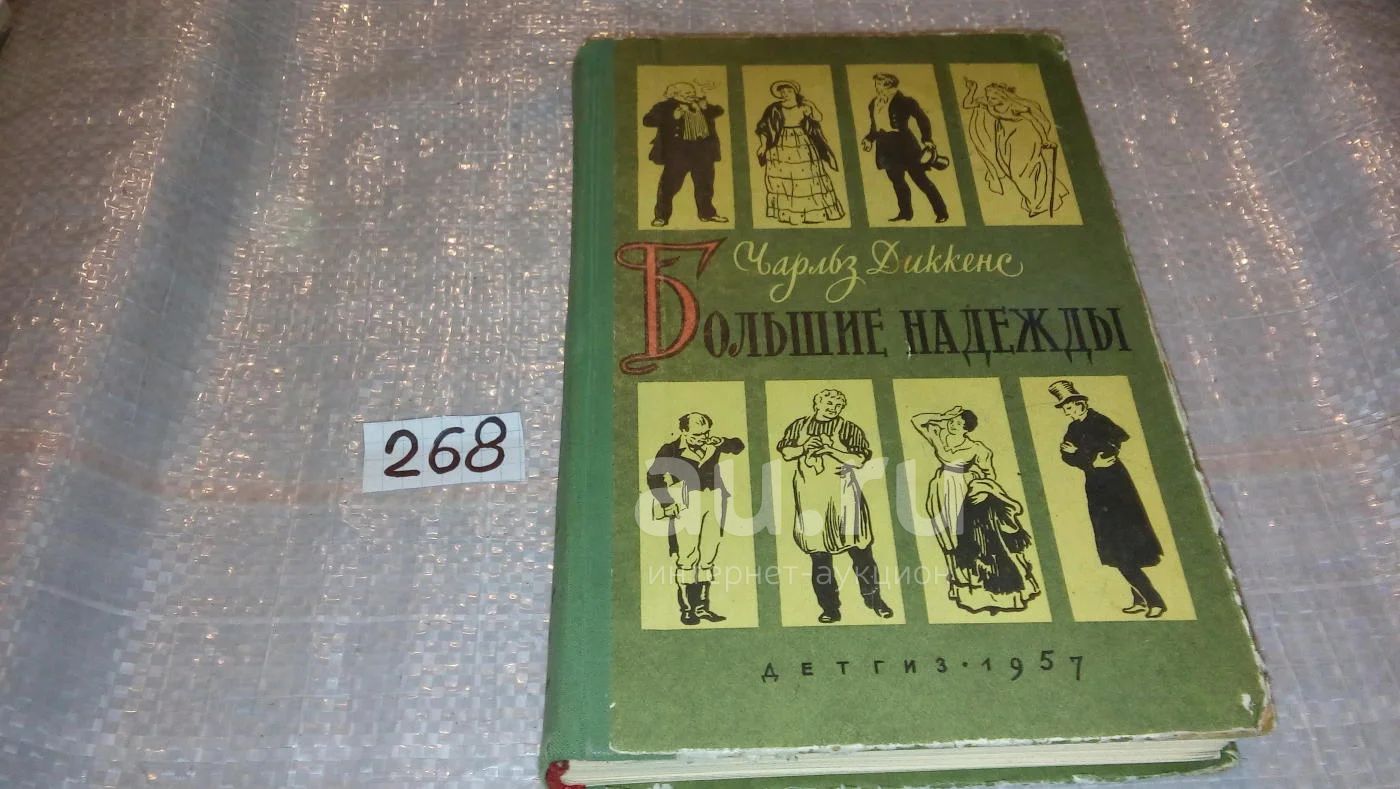 Чарльз Диккенс
Большие надежды
268
au.ru
интернет-аукцион
ДЕТГИЗ · 1957